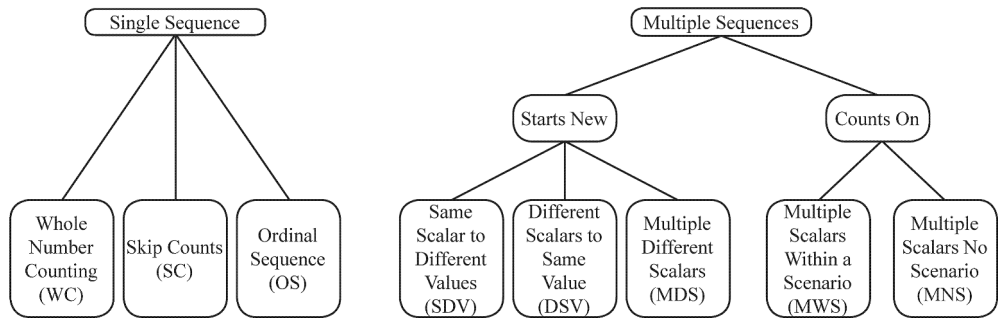 Single Sequence
Multiple Sequences
Starts New
Counts On
Whole
Number
Counting
(WC)
Skip Counts
(SC)
Ordinal
Sequence
(OS)
Same
Scalar to
Different
Values
(SDV)
Different
Scalars to
Same
Value
(DSV)
Multiple
Different
Scalars
(MDS)
Multiple
Scalars
Within a
Scenario
(MWS)
Multiple
Scalars No
Scenario
(MNS)